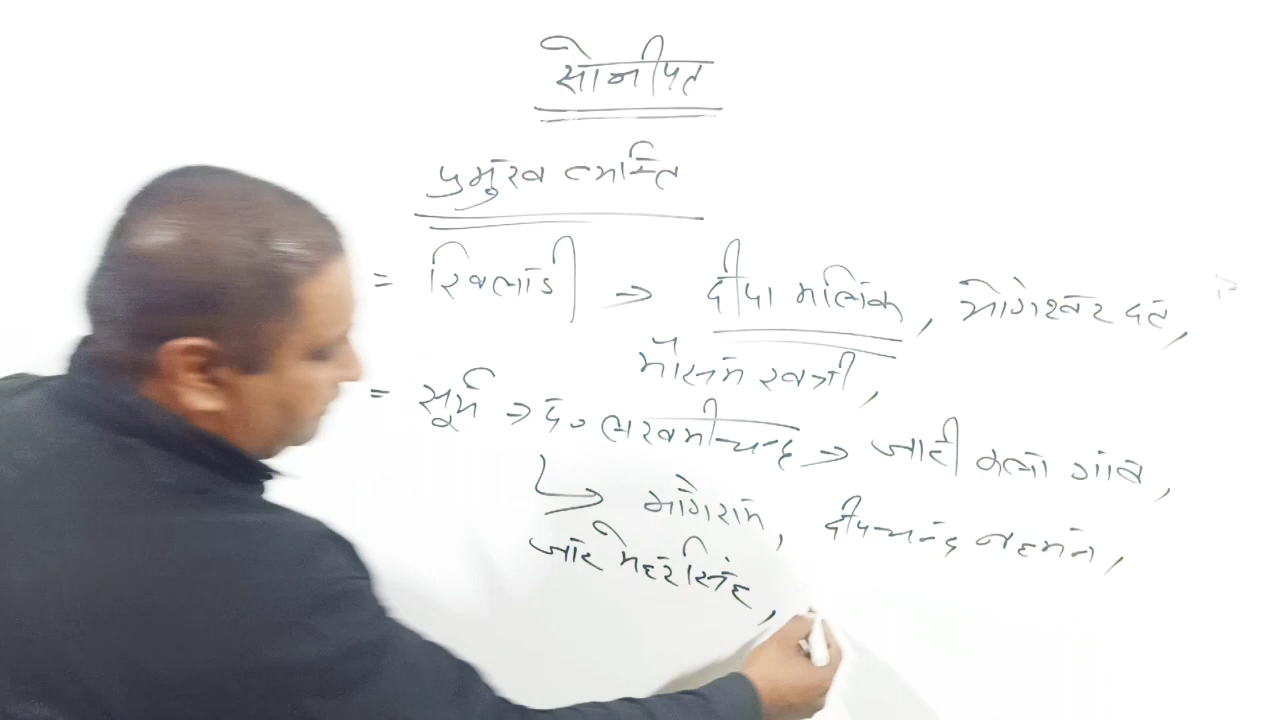 सोनीपत
प्रमुख व्यक्ति
= खिलाडी → दीपा मलिक, योगेश्वर दत,
मौसम खत्री,
= सूर्य → पं० लखमीचन्द → जाटी कलां गांव,
↳ मांगेराम, दीपचन्द बहमन,
जाट मेहरसिंह,